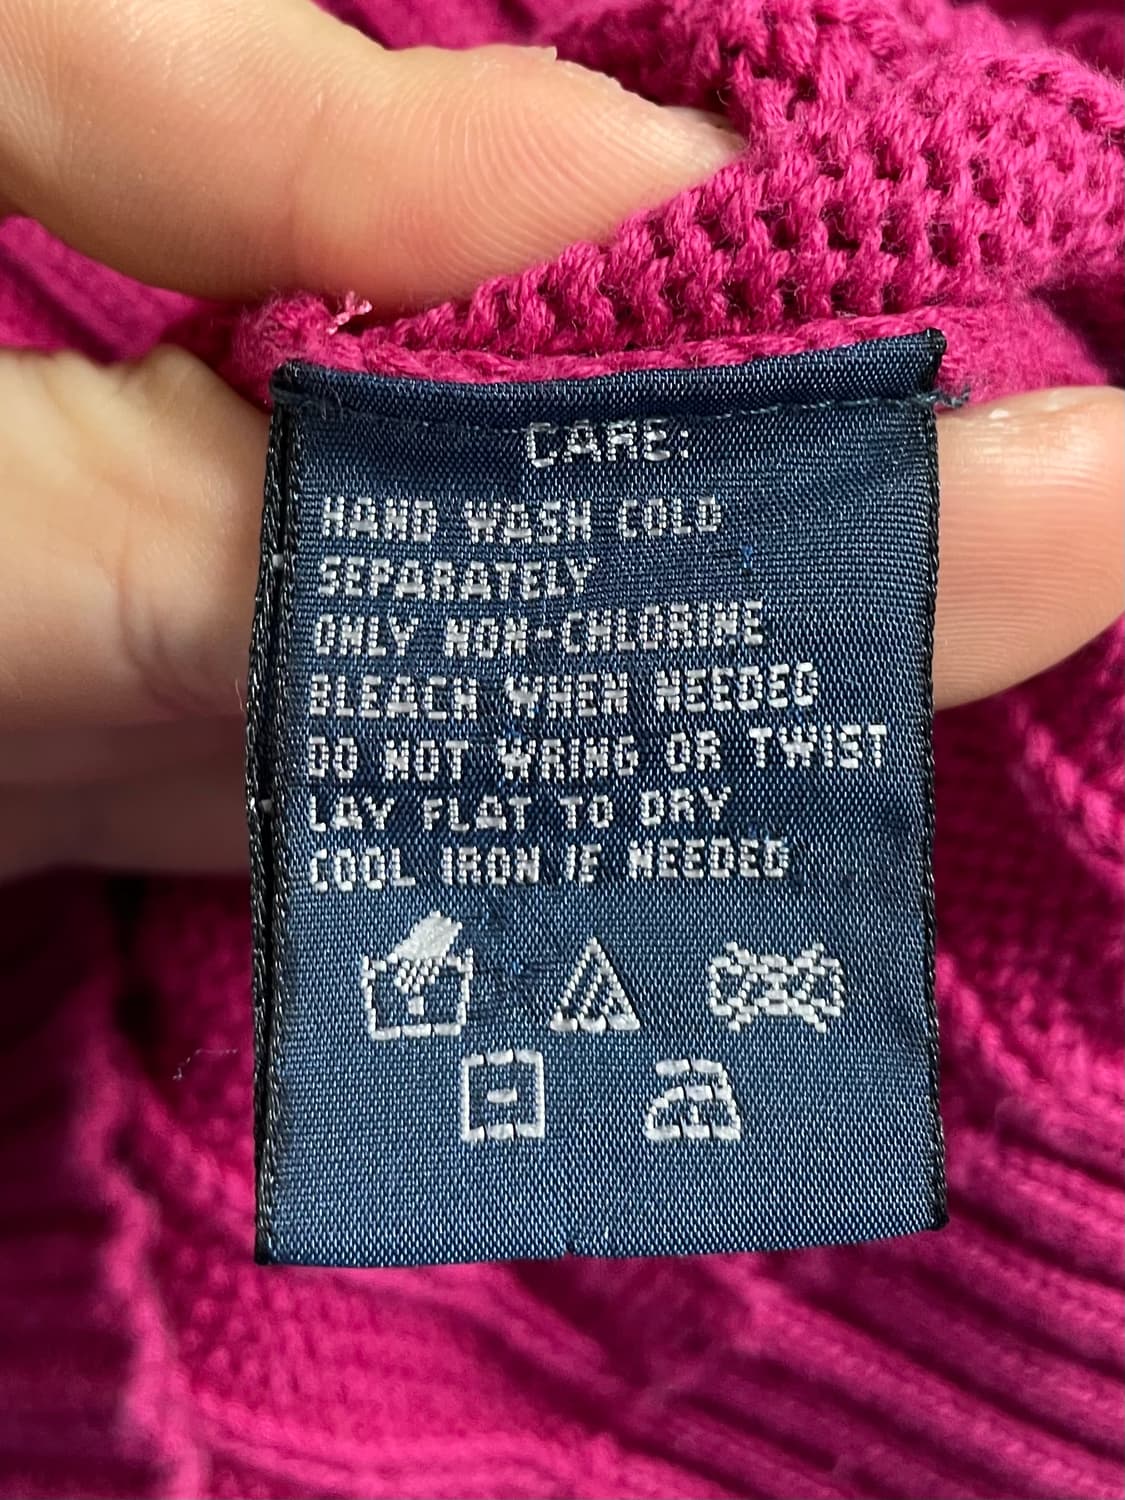 CARE:
HAND WASH COLD
SEPARATELY
ONLY NON-CHLORINE
BLEACH WHEN NEEDED
DO NOT WRING OR TWIST
LAY FLAT TO DRY
COOL IRON IF NEEDED